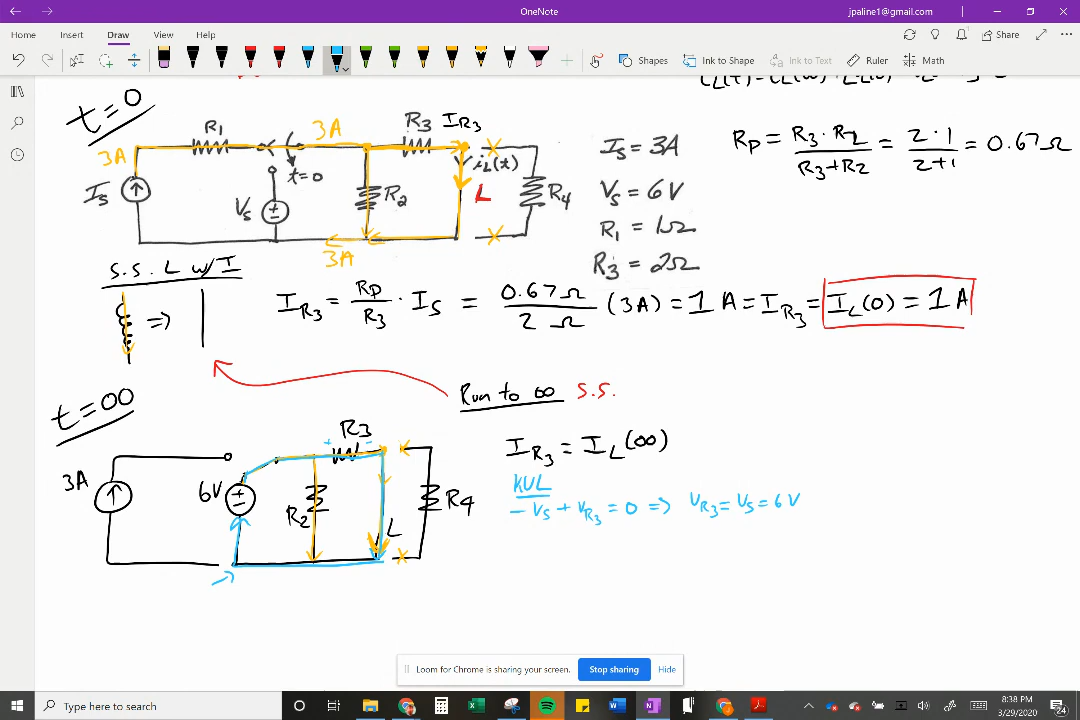 OneNote
jpaline1@gmail.com
Home Insert Draw View Help
Share
Shapes Ink to Shape Ink to Text Ruler Math
t=0
Rp = R3·R2 / R3+R2 = 2·1 / 2+1 = 0.67Ω
R1 3A R3 IR3
3A
Is = 3A
iL(t)
t=0
Is Vs R2 L R4
Vs = 6V
R1 = 1Ω
3A
R3 = 2Ω
S.S. L w/ I
IR3 = Rp/R3 · Is = 0.67Ω / 2Ω (3A) = 1 A = IR3 = IL(0) = 1A
=>
t=∞
Run to ∞ S.S.
R3
+ -
IR3 = IL(∞)
3A 6V R2 L R4
KVL
-Vs + VR3 = 0 => VR3 = Vs = 6V
Loom for Chrome is sharing your screen. Stop sharing Hide
Type here to search
8:38 PM
3/29/2020
24